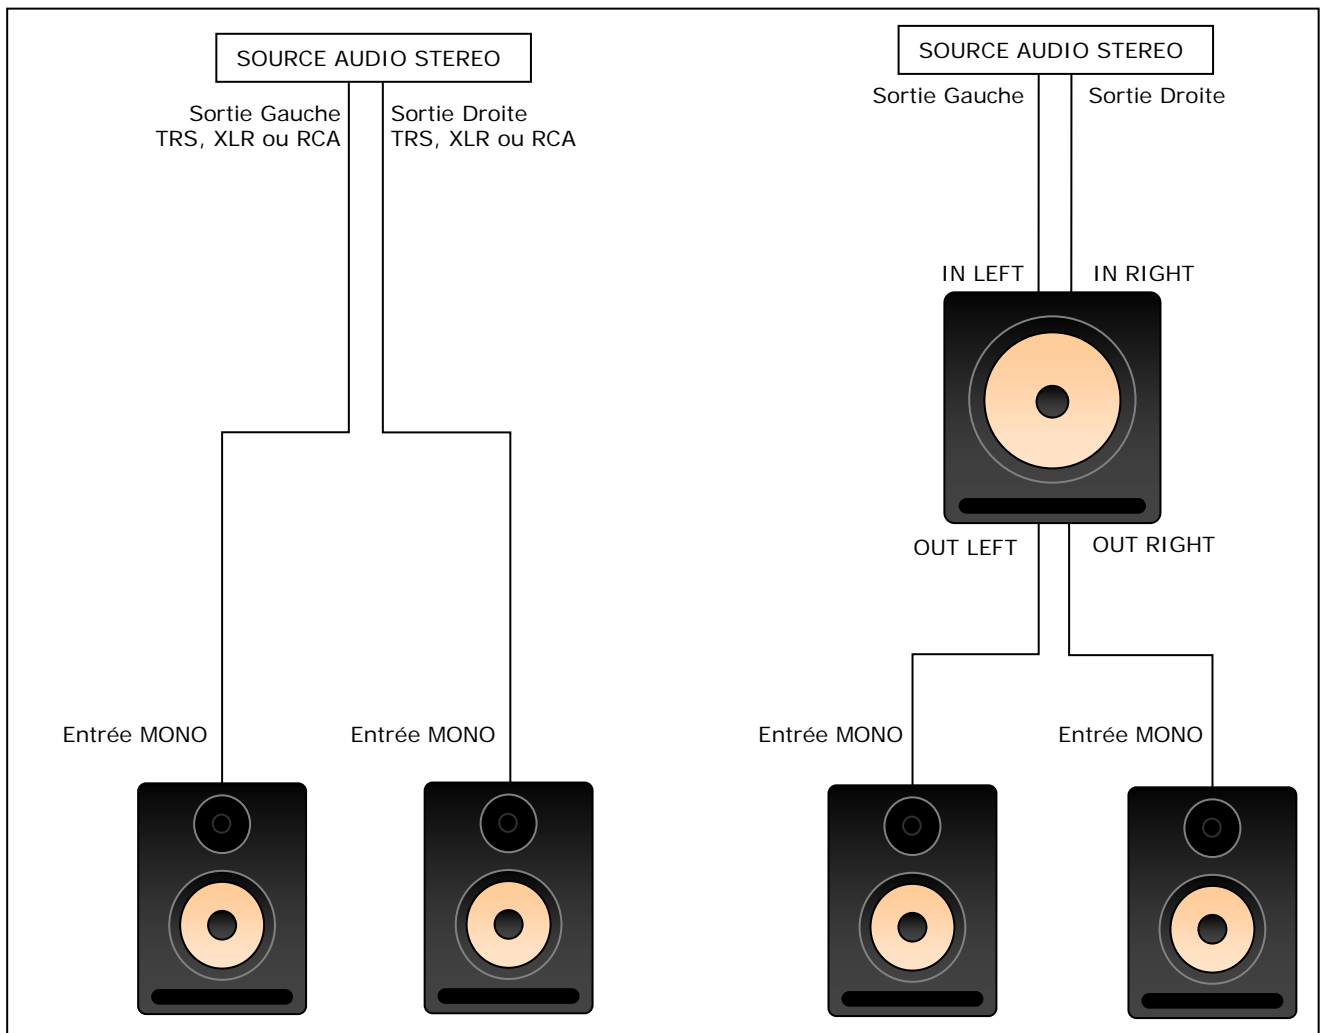 SOURCE AUDIO STEREO
Sortie Gauche
TRS, XLR ou RCA
Sortie Droite
TRS, XLR ou RCA
Entrée MONO
Entrée MONO
SOURCE AUDIO STEREO
Sortie Gauche
Sortie Droite
IN LEFT
IN RIGHT
OUT LEFT
OUT RIGHT
Entrée MONO
Entrée MONO